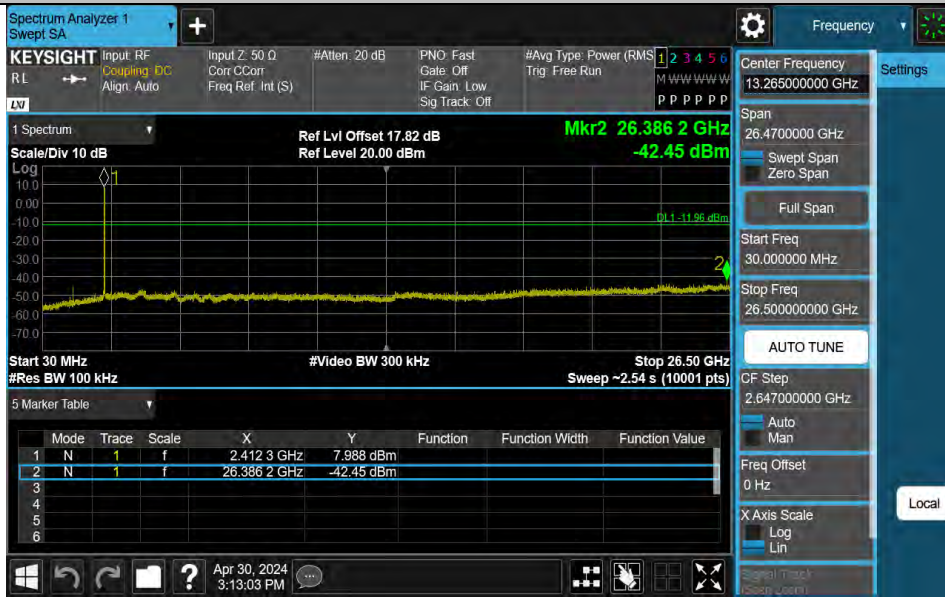 Spectrum Analyzer 1
Swept SA
+
Frequency
KEYSIGHT
RL
LXI
Input: RF
Coupling: DC
Align: Auto
Input Z: 50 Ω
Corr CCorr
Freq Ref: Int (S)
#Atten: 20 dB
PNO: Fast
Gate: Off
IF Gain: Low
Sig Track: Off
#Avg Type: Power (RMS
Trig: Free Run
1 2 3 4 5 6
M W W W W W
P P P P P P
1 Spectrum
Scale/Div 10 dB
Ref Lvl Offset 17.82 dB
Ref Level 20.00 dBm
Mkr2 26.386 2 GHz
-42.45 dBm
Log
10.0
0.00
-10.0
-20.0
-30.0
-40.0
-50.0
-60.0
-70.0
1
DL1 -11.96 dBm
2
Start 30 MHz
#Res BW 100 kHz
#Video BW 300 kHz
Stop 26.50 GHz
Sweep ~2.54 s (10001 pts)
5 Marker Table
Mode Trace Scale X Y Function Function Width Function Value
1 N 1 f 2.412 3 GHz 7.988 dBm
2 N 1 f 26.386 2 GHz -42.45 dBm
3
4
5
6
?
Apr 30, 2024
3:13:03 PM
Center Frequency
13.265000000 GHz
Span
26.4700000 GHz
Swept Span
Zero Span
Full Span
Start Freq
30.000000 MHz
Stop Freq
26.500000000 GHz
AUTO TUNE
CF Step
2.647000000 GHz
Auto
Man
Freq Offset
0 Hz
X Axis Scale
Log
Lin
Signal Track
(Span Zoom)
Settings
Local